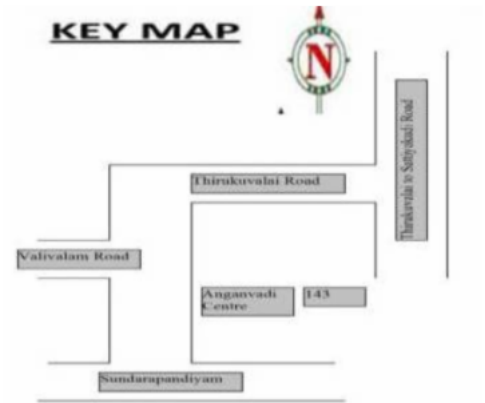 KEY MAP
N
Thirukuvalai to Sattiyakudi Road
Thirukuvalai Road
Valivalam Road
Anganvadi
Centre
143
Sundarapandiyam